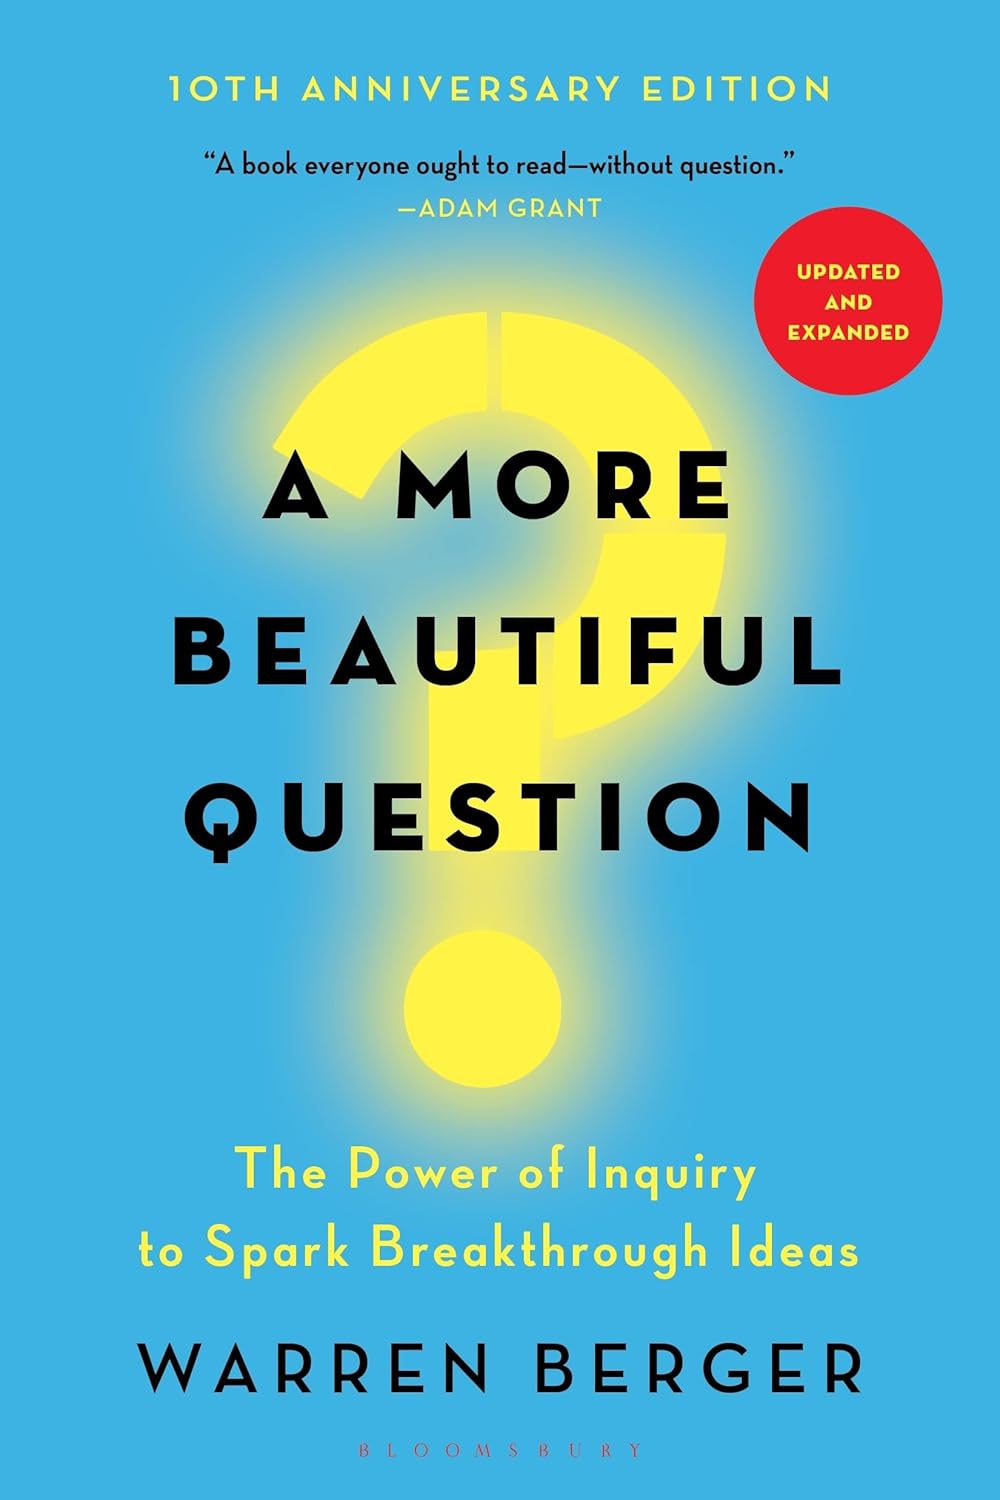 10TH ANNIVERSARY EDITION
“A book everyone ought to read—without question.”
—ADAM GRANT
UPDATED
AND
EXPANDED
A MORE
BEAUTIFUL
QUESTION
The Power of Inquiry
to Spark Breakthrough Ideas
WARREN BERGER
BLOOMSBURY